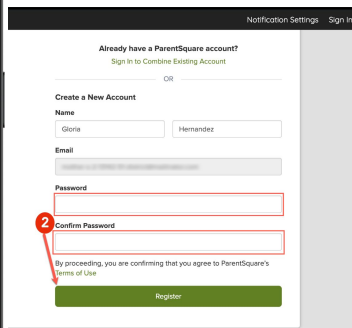 Notification Settings Sign In
Already have a ParentSquare account?
Sign In to Combine Existing Account
OR
Create a New Account
Name
Gloria Hernandez
Email
Password
2
Confirm Password
By proceeding, you are confirming that you agree to ParentSquare's
Terms of Use
Register